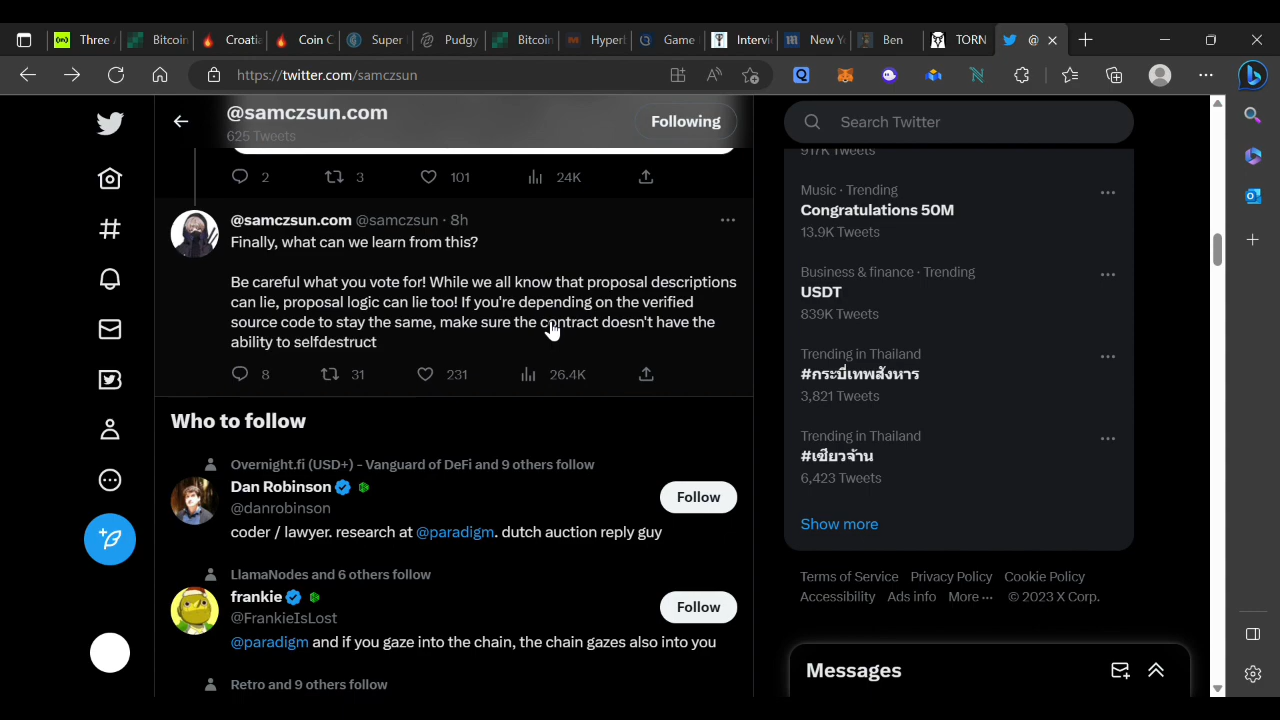 Three
Bitcoin
Croati
Coin C
Super
Pudgy
Bitcoin
Hyperl
Game
Intervi
New Y
Ben
TORN
@
https://twitter.com/samczsun
@samczsun.com
625 Tweets
Following
Search Twitter
2
3
101
24K
917K Tweets
Music · Trending
Congratulations 50M
13.9K Tweets
@samczsun.com @samczsun · 8h
Finally, what can we learn from this?
Be careful what you vote for! While we all know that proposal descriptions
can lie, proposal logic can lie too! If you're depending on the verified
source code to stay the same, make sure the contract doesn't have the
ability to selfdestruct
8
31
231
26.4K
Business & finance · Trending
USDT
839K Tweets
Trending in Thailand
#กระบี่เทพสังหาร
3,821 Tweets
Trending in Thailand
#เซียวจ้าน
6,423 Tweets
Show more
Who to follow
Overnight.fi (USD+) - Vanguard of DeFi and 9 others follow
Dan Robinson
@danrobinson
Follow
coder / lawyer. research at @paradigm. dutch auction reply guy
LlamaNodes and 6 others follow
frankie
@FrankieIsLost
Follow
@paradigm and if you gaze into the chain, the chain gazes also into you
Retro and 9 others follow
Terms of Service Privacy Policy Cookie Policy
Accessibility Ads info More ··· © 2023 X Corp.
Messages